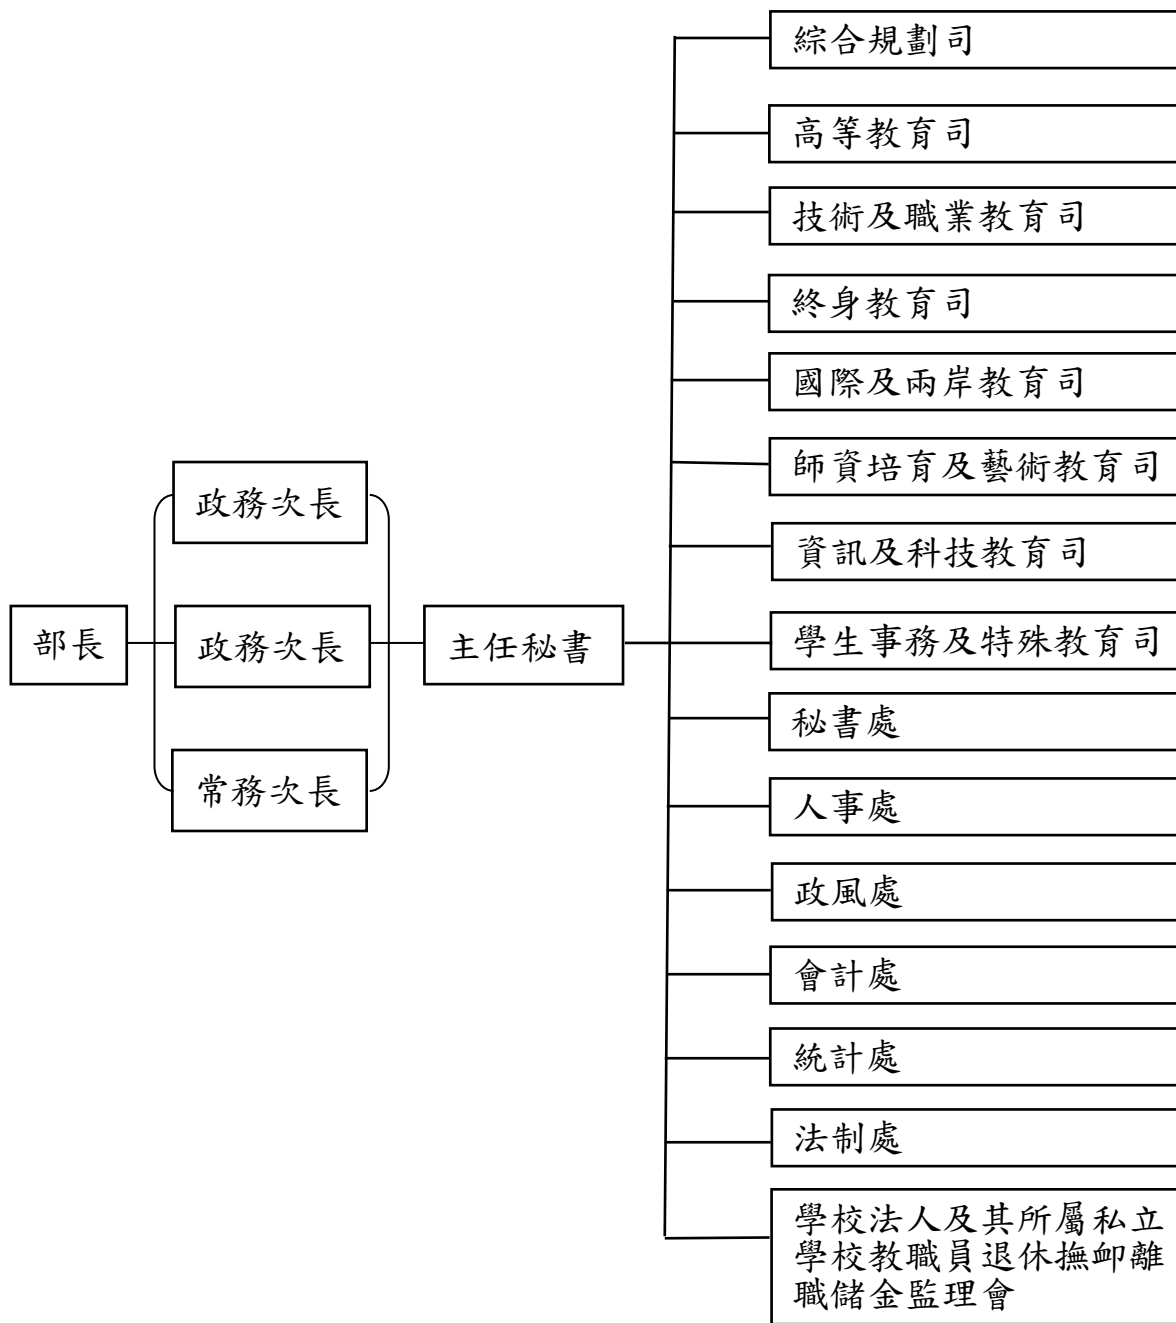 部長
政務次長
政務次長
常務次長
主任秘書
綜合規劃司
高等教育司
技術及職業教育司
終身教育司
國際及兩岸教育司
師資培育及藝術教育司
資訊及科技教育司
學生事務及特殊教育司
秘書處
人事處
政風處
會計處
統計處
法制處
學校法人及其所屬私立
學校教職員退休撫卹離
職儲金監理會